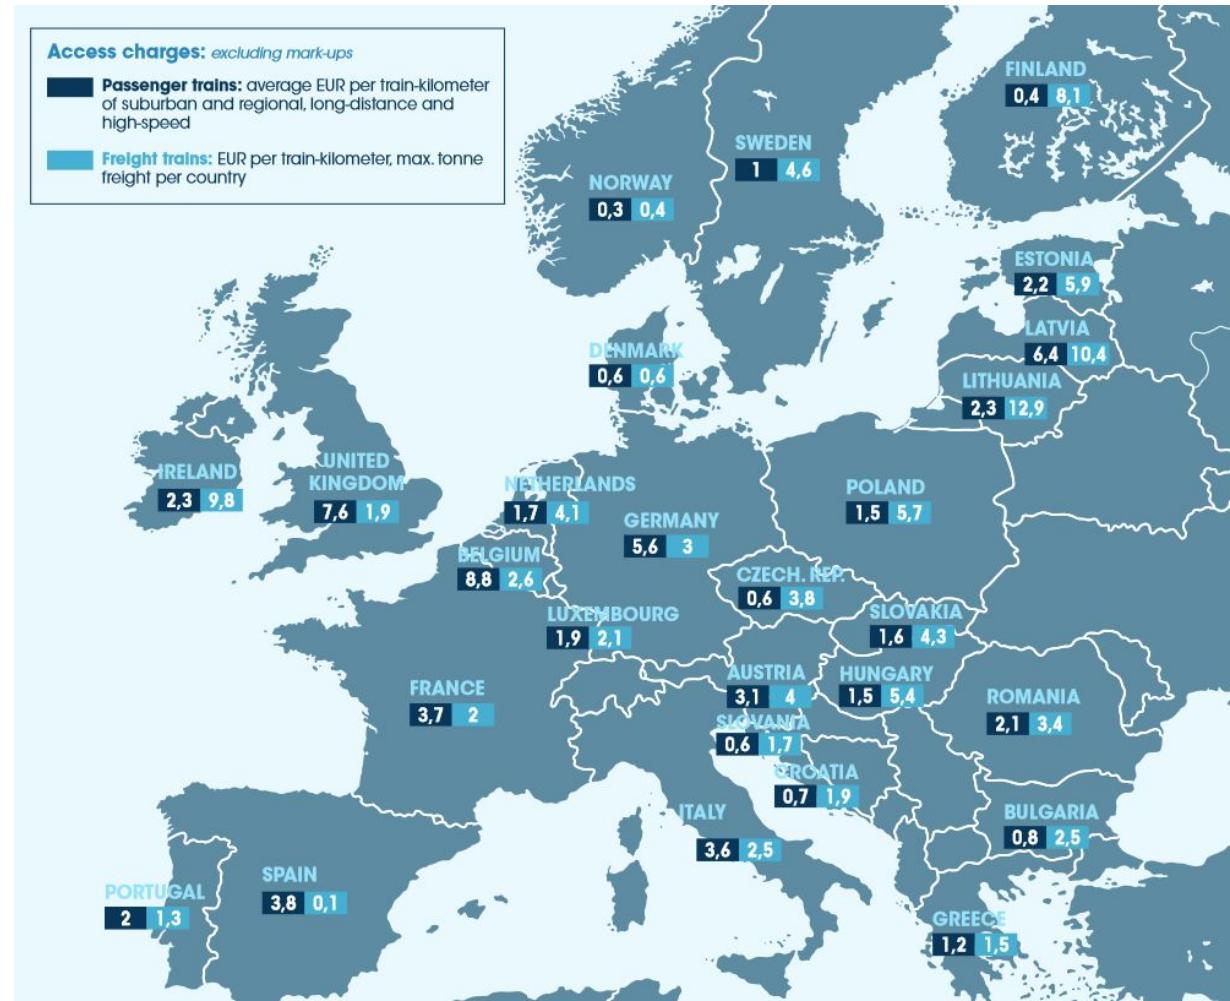 Access charges: excluding mark-ups
Passenger trains: average EUR per train-kilometer
of suburban and regional, long-distance and
high-speed
Freight trains: EUR per train-kilometer, max. tonne
freight per country
FINLAND
0,4 8,1
SWEDEN
1 4,6
NORWAY
0,3 0,4
ESTONIA
2,2 5,9
LATVIA
6,4 10,4
DENMARK
0,6 0,6
LITHUANIA
2,3 12,9
IRELAND
2,3 9,8
UNITED
KINGDOM
7,6 1,9
NETHERLANDS
1,7 4,1
POLAND
1,5 5,7
GERMANY
5,6 3
BELGIUM
8,8 2,6
CZECH. REP.
0,6 3,8
LUXEMBOURG
1,9 2,1
SLOVAKIA
1,6 4,3
FRANCE
3,7 2
AUSTRIA
3,1 4
HUNGARY
1,5 5,4
ROMANIA
2,1 3,4
SLOVANIA
0,6 1,7
CROATIA
0,7 1,9
ITALY
3,6 2,5
BULGARIA
0,8 2,5
SPAIN
3,8 0,1
PORTUGAL
2 1,3
GREECE
1,2 1,5